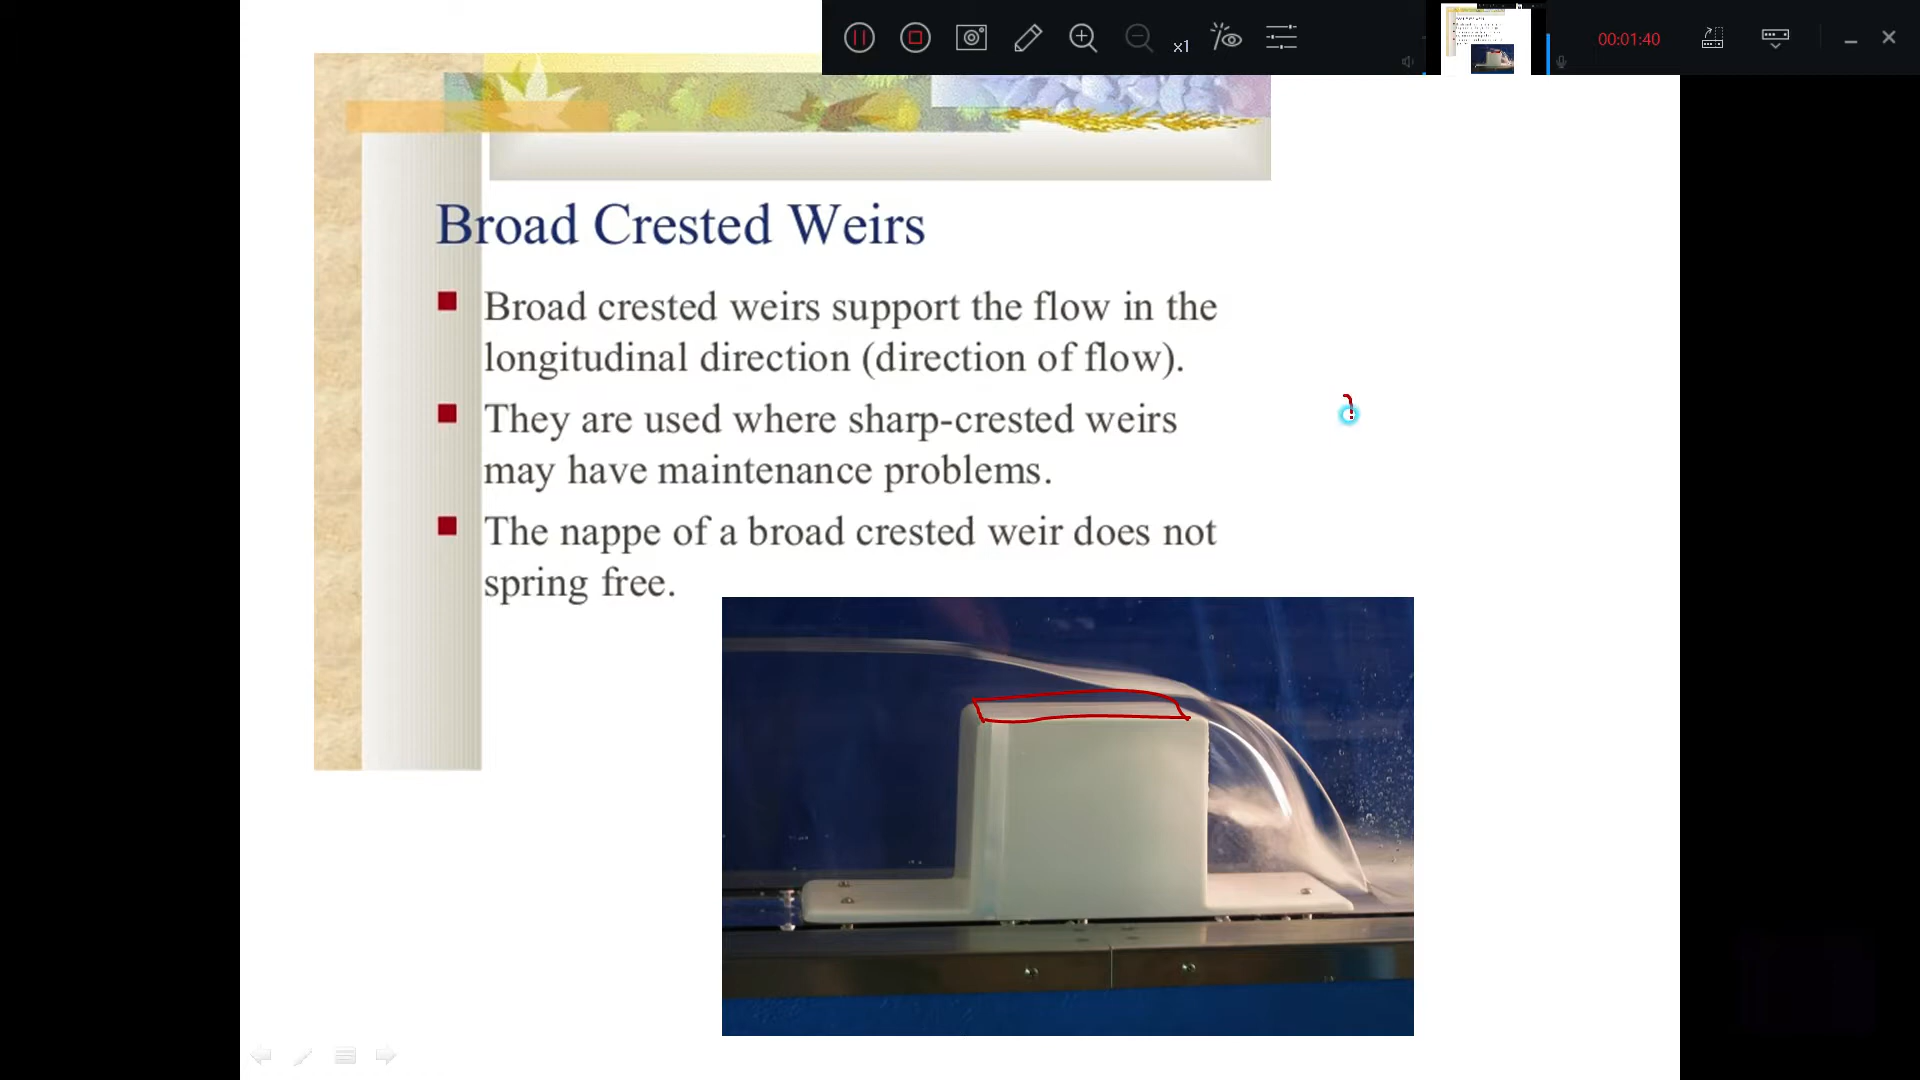 x1
00:01:40
Broad Crested Weirs
Broad crested weirs support the flow in the
longitudinal direction (direction of flow).
They are used where sharp-crested weirs
may have maintenance problems.
The nappe of a broad crested weir does not
spring free.